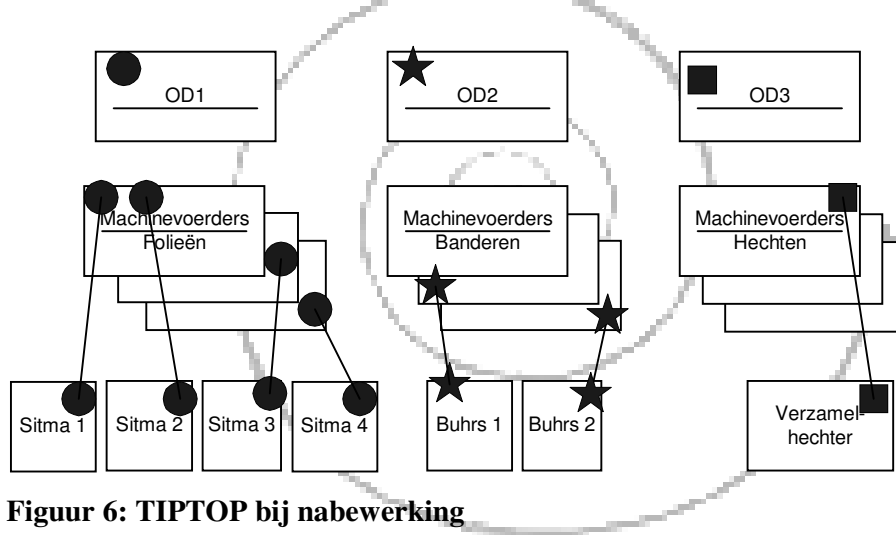 OD1
OD2
OD3
Machinevoerders
Folieën
Machinevoerders
Banderen
Machinevoerders
Hechten
Sitma 1
Sitma 2
Sitma 3
Sitma 4
Buhrs 1
Buhrs 2
Verzamel-
hechter
Figuur 6: TIPTOP bij nabewerking